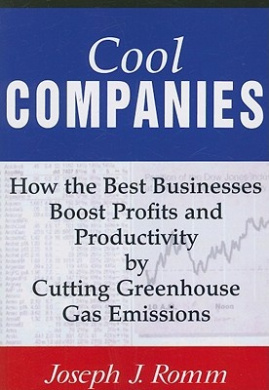 Cool
COMPANIES
How the Best Businesses
Boost Profits and
Productivity
by
Cutting Greenhouse
Gas Emissions
Joseph J. Romm